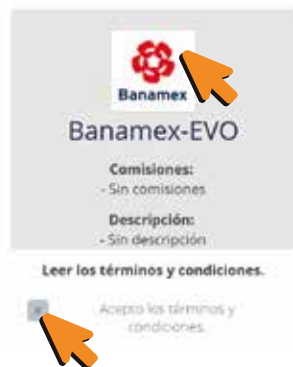 Banamex
Banamex-EVO
Comisiones:
- Sin comisiones
Descripción:
- Sin descripción
Leer los términos y condiciones.
Acepto los términos y
condiciones.